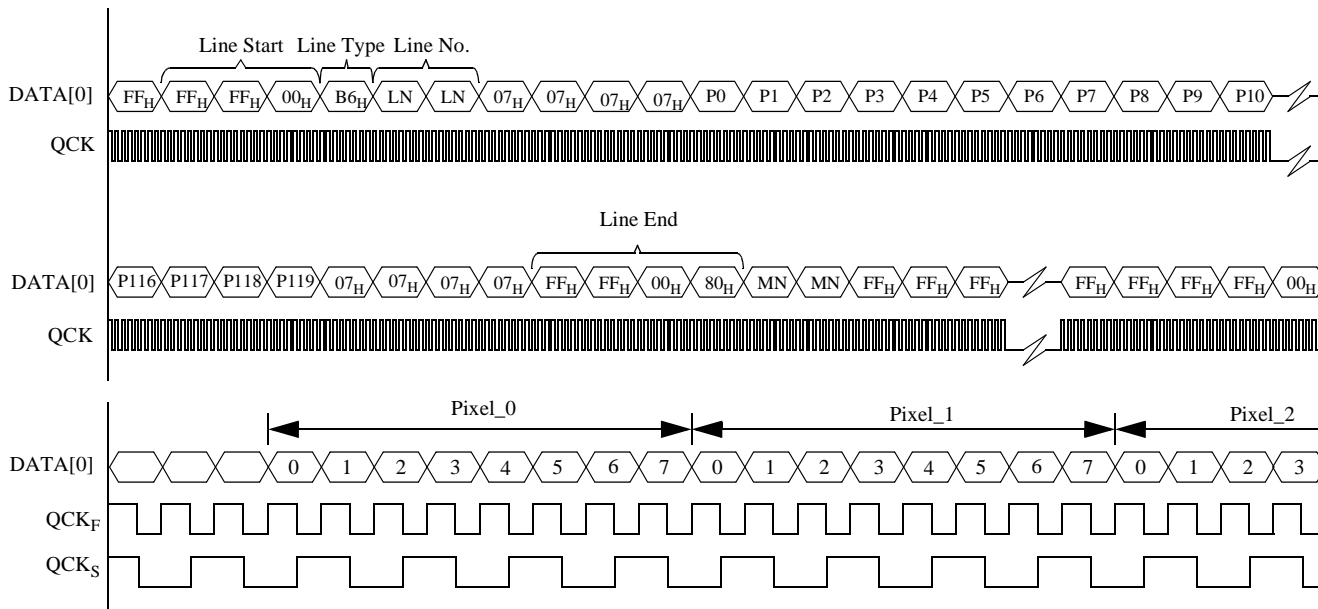 Line Start Line Type Line No.
DATA[0] FFH FFH FFH 00H B6H LN LN 07H 07H 07H 07H P0 P1 P2 P3 P4 P5 P6 P7 P8 P9 P10
QCK
Line End
DATA[0] P116 P117 P118 P119 07H 07H 07H 07H FFH FFH 00H 80H MN MN FFH FFH FFH FFH FFH FFH FFH 00H
QCK
Pixel_0 Pixel_1 Pixel_2
DATA[0] 0 1 2 3 4 5 6 7 0 1 2 3 4 5 6 7 0 1 2 3
QCKF
QCKS